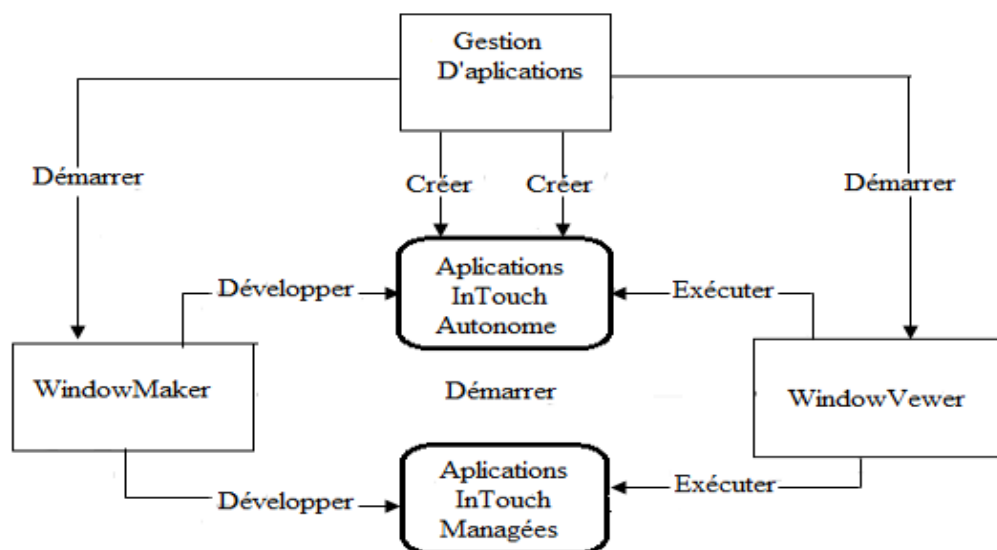 Gestion
D'aplications
Démarrer
Créer
Créer
Démarrer
Aplications
InTouch
Autonome
Développer
Exécuter
WindowMaker
Démarrer
WindowVewer
Aplications
InTouch
Managées
Développer
Exécuter